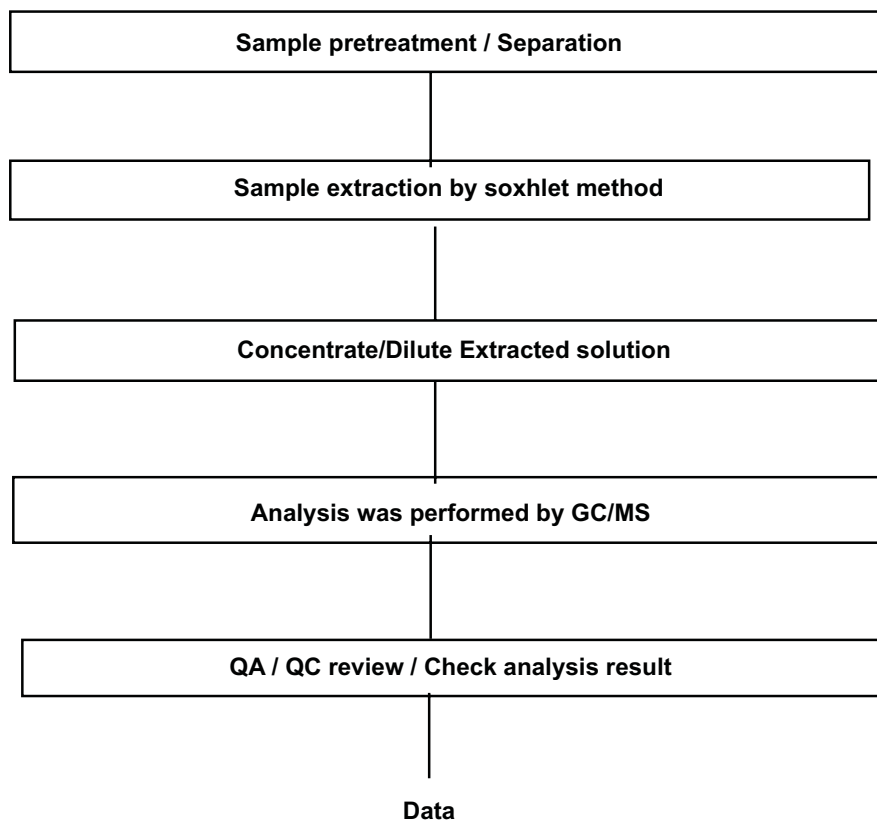 Sample pretreatment / Separation
Sample extraction by soxhlet method
Concentrate/Dilute Extracted solution
Analysis was performed by GC/MS
QA / QC review / Check analysis result
Data